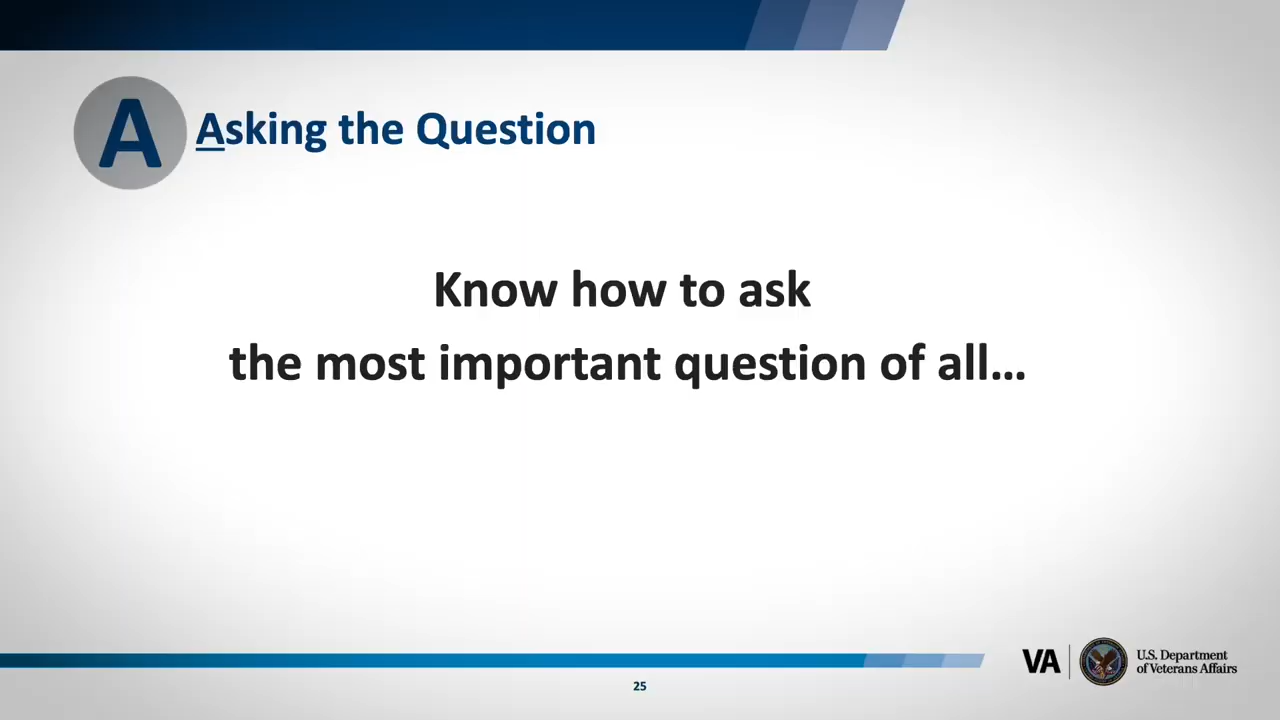 A
Asking the Question
Know how to ask
the most important question of all…
VA
U.S. Department
of Veterans Affairs
25